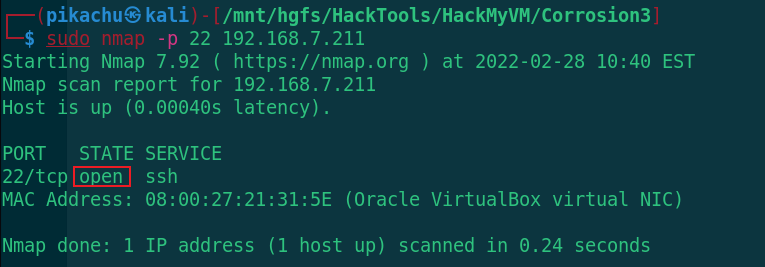 ┌──(pikachu㉿kali)-[/mnt/hgfs/HackTools/HackMyVM/Corrosion3]
└─$ sudo nmap -p 22 192.168.7.211
Starting Nmap 7.92 ( https://nmap.org ) at 2022-02-28 10:40 EST
Nmap scan report for 192.168.7.211
Host is up (0.00040s latency).
PORT   STATE SERVICE
22/tcp open  ssh
MAC Address: 08:00:27:21:31:5E (Oracle VirtualBox virtual NIC)
Nmap done: 1 IP address (1 host up) scanned in 0.24 seconds